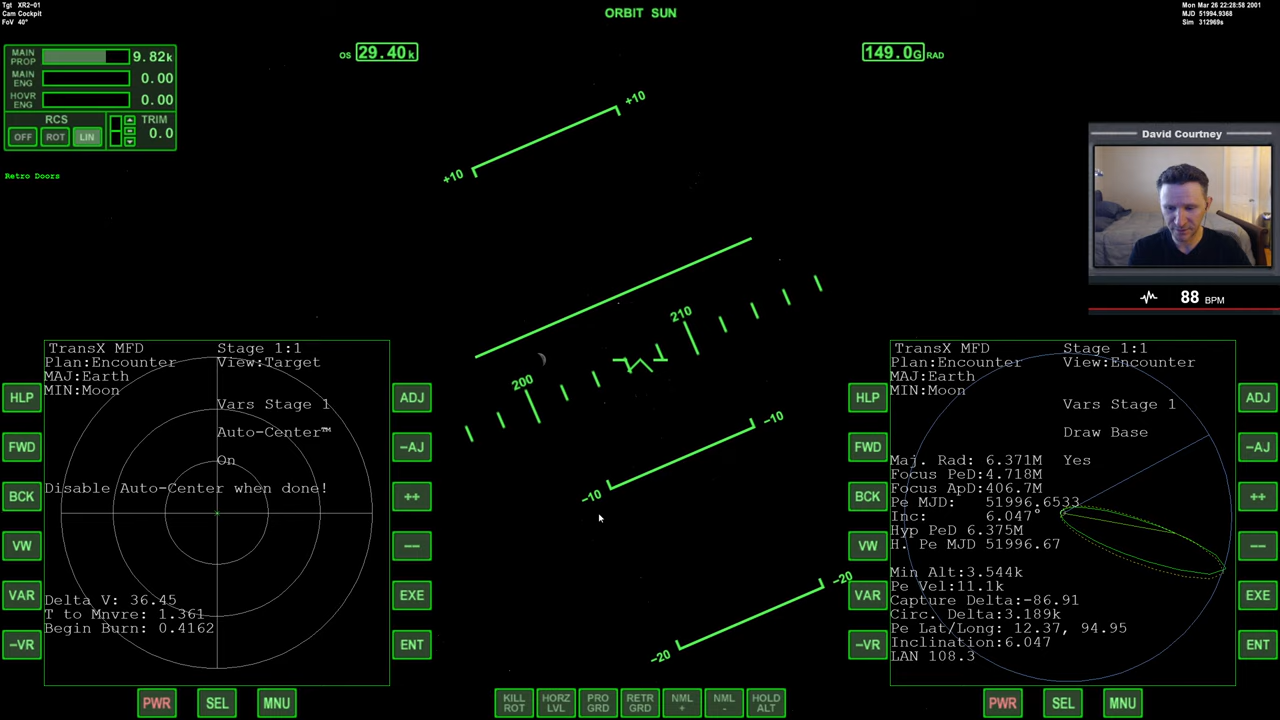 Tgt XR2-01
Cam Cockpit
FoV 40°
ORBIT SUN
Mon Mar 26 22:28:58 2001
MJD 51994.9368
Sim 312969s
MAIN PROP 9.82k
MAIN ENG 0.00
HOVR ENG 0.00
RCS TRIM
OFF ROT LIN 0.0
Retro Doors
OS 29.40k
149.0G RAD
+10 +10
200 210
-10 -10
-20 -20
David Courtney
88 BPM
TransX MFD Stage 1:1
Plan:Encounter View:Target
MAJ:Earth
MIN:Moon
Vars Stage 1
Auto-Center™
On
Disable Auto-Center when done!
Delta V: 36.45
T to Mnvre: 1.361
Begin Burn: 0.4162
HLP
FWD
BCK
VW
VAR
-VR
ADJ
-AJ
++
--
EXE
ENT
PWR SEL MNU
KILL ROT
HORZ LVL
PRO GRD
RETR GRD
NML +
NML -
HOLD ALT
TransX MFD Stage 1:1
Plan:Encounter View:Encounter
MAJ:Earth
MIN:Moon
Vars Stage 1
Draw Base
Yes
Maj. Rad: 6.371M
Focus PeD:4.718M
Focus ApD:406.7M
Pe MJD: 51996.6533
Inc: 6.047°
Hyp PeD 6.375M
H. Pe MJD 51996.67
Min Alt:3.544k
Pe Vel:11.1k
Capture Delta:-86.91
Circ. Delta:3.189k
Pe Lat/Long: 12.37, 94.95
Inclination:6.047
LAN 108.3
HLP
FWD
BCK
VW
VAR
-VR
ADJ
-AJ
++
--
EXE
ENT
PWR SEL MNU